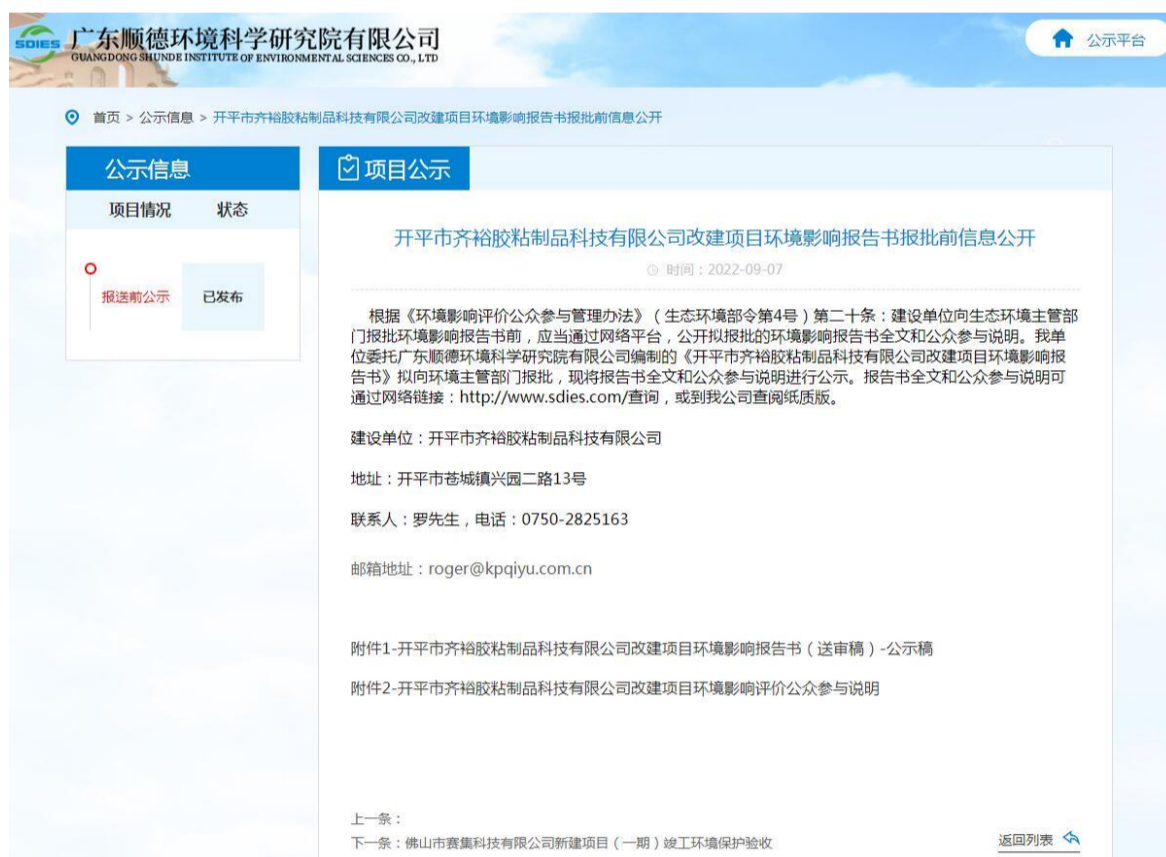 SDIES 广东顺德环境科学研究院有限公司
GUANGDONG SHUNDE INSTITUTE OF ENVIRONMENTAL SCIENCES CO., LTD
公示平台
首页 > 公示信息 > 开平市齐裕胶粘制品科技有限公司改建项目环境影响报告书报批前信息公开
公示信息
项目情况 状态
报送前公示 已发布
项目公示
开平市齐裕胶粘制品科技有限公司改建项目环境影响报告书报批前信息公开
时间：2022-09-07
根据《环境影响评价公众参与管理办法》（生态环境部令第4号）第二十条：建设单位向生态环境主管部
门报批环境影响报告书前，应当通过网络平台，公开拟报批的环境影响报告书全文和公众参与说明。我单
位委托广东顺德环境科学研究院有限公司编制的《开平市齐裕胶粘制品科技有限公司改建项目环境影响报
告书》拟向环境主管部门报批，现将报告书全文和公众参与说明进行公示。报告书全文和公众参与说明可
通过网络链接：http://www.sdies.com/查询，或到我公司查阅纸质版。
建设单位：开平市齐裕胶粘制品科技有限公司
地址：开平市苍城镇兴园二路13号
联系人：罗先生，电话：0750-2825163
邮箱地址：roger@kpqiyu.com.cn
附件1-开平市齐裕胶粘制品科技有限公司改建项目环境影响报告书（送审稿）-公示稿
附件2-开平市齐裕胶粘制品科技有限公司改建项目环境影响评价公众参与说明
上一条：
下一条：佛山市赛集科技有限公司新建项目（一期）竣工环境保护验收
返回列表